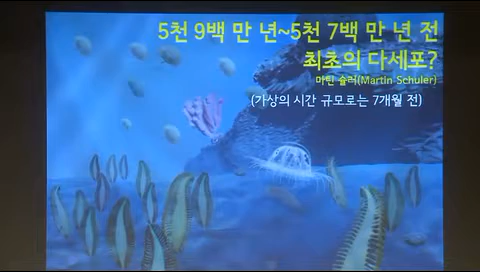 5천 9백 만 년~5천 7백 만 년 전
최초의 다세포?
마틴 슐러(Martin Schuler)
(가상의 시간 규모로는 7개월 전)